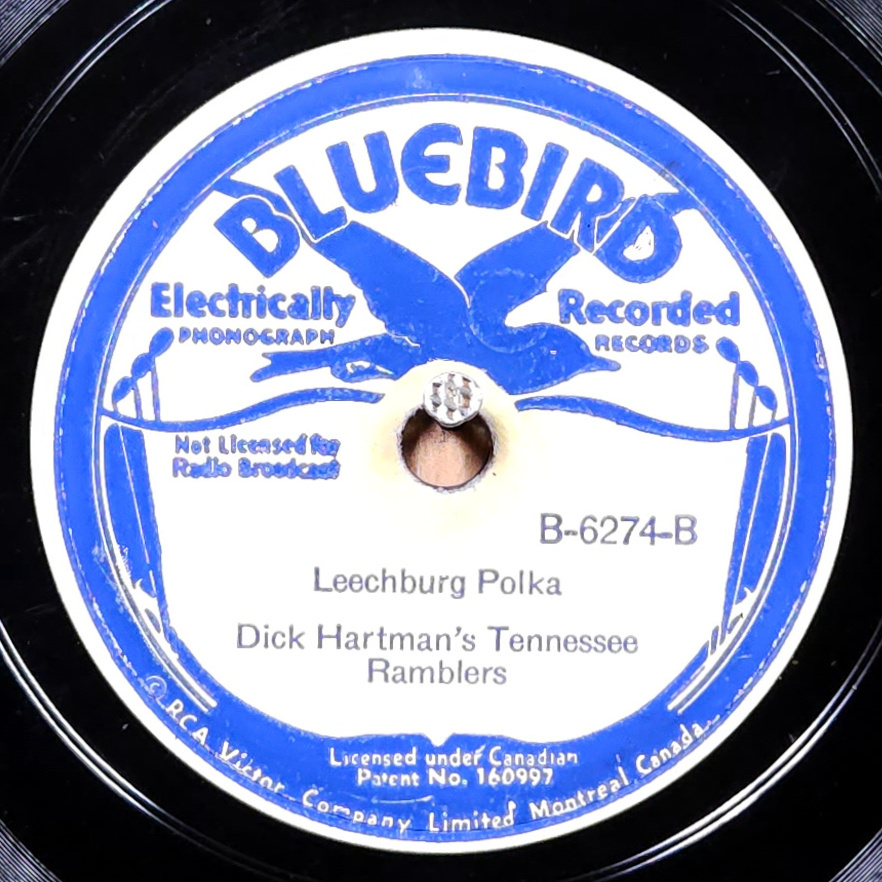 BLUEBIRD
Electrically Recorded
PHONOGRAPH RECORDS
Not Licensed for
Radio Broadcast
B-6274-B
Leechburg Polka
Dick Hartman's Tennessee
Ramblers
Licensed under Canadian
Patent No. 160997
© RCA Victor Company Limited Montreal Canada